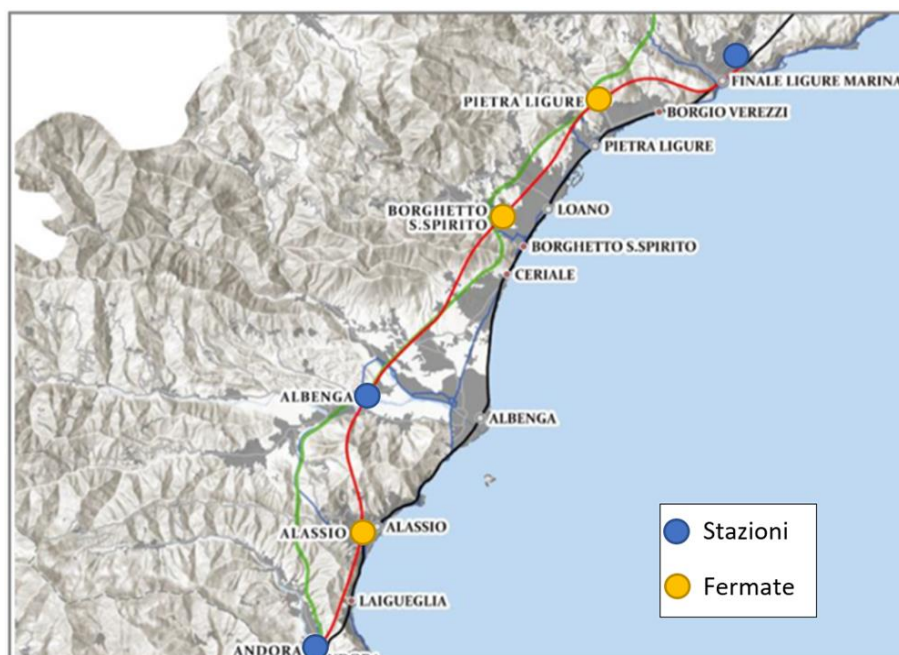 FINALE LIGURE MARINA
PIETRA LIGURE
BORGIO VEREZZI
PIETRA LIGURE
BORGHETTO
S.SPIRITO
LOANO
BORGHETTO S.SPIRITO
CERIALE
ALBENGA
ALBENGA
ALASSIO
ALASSIO
LAIGUEGLIA
ANDORA
Stazioni
Fermate